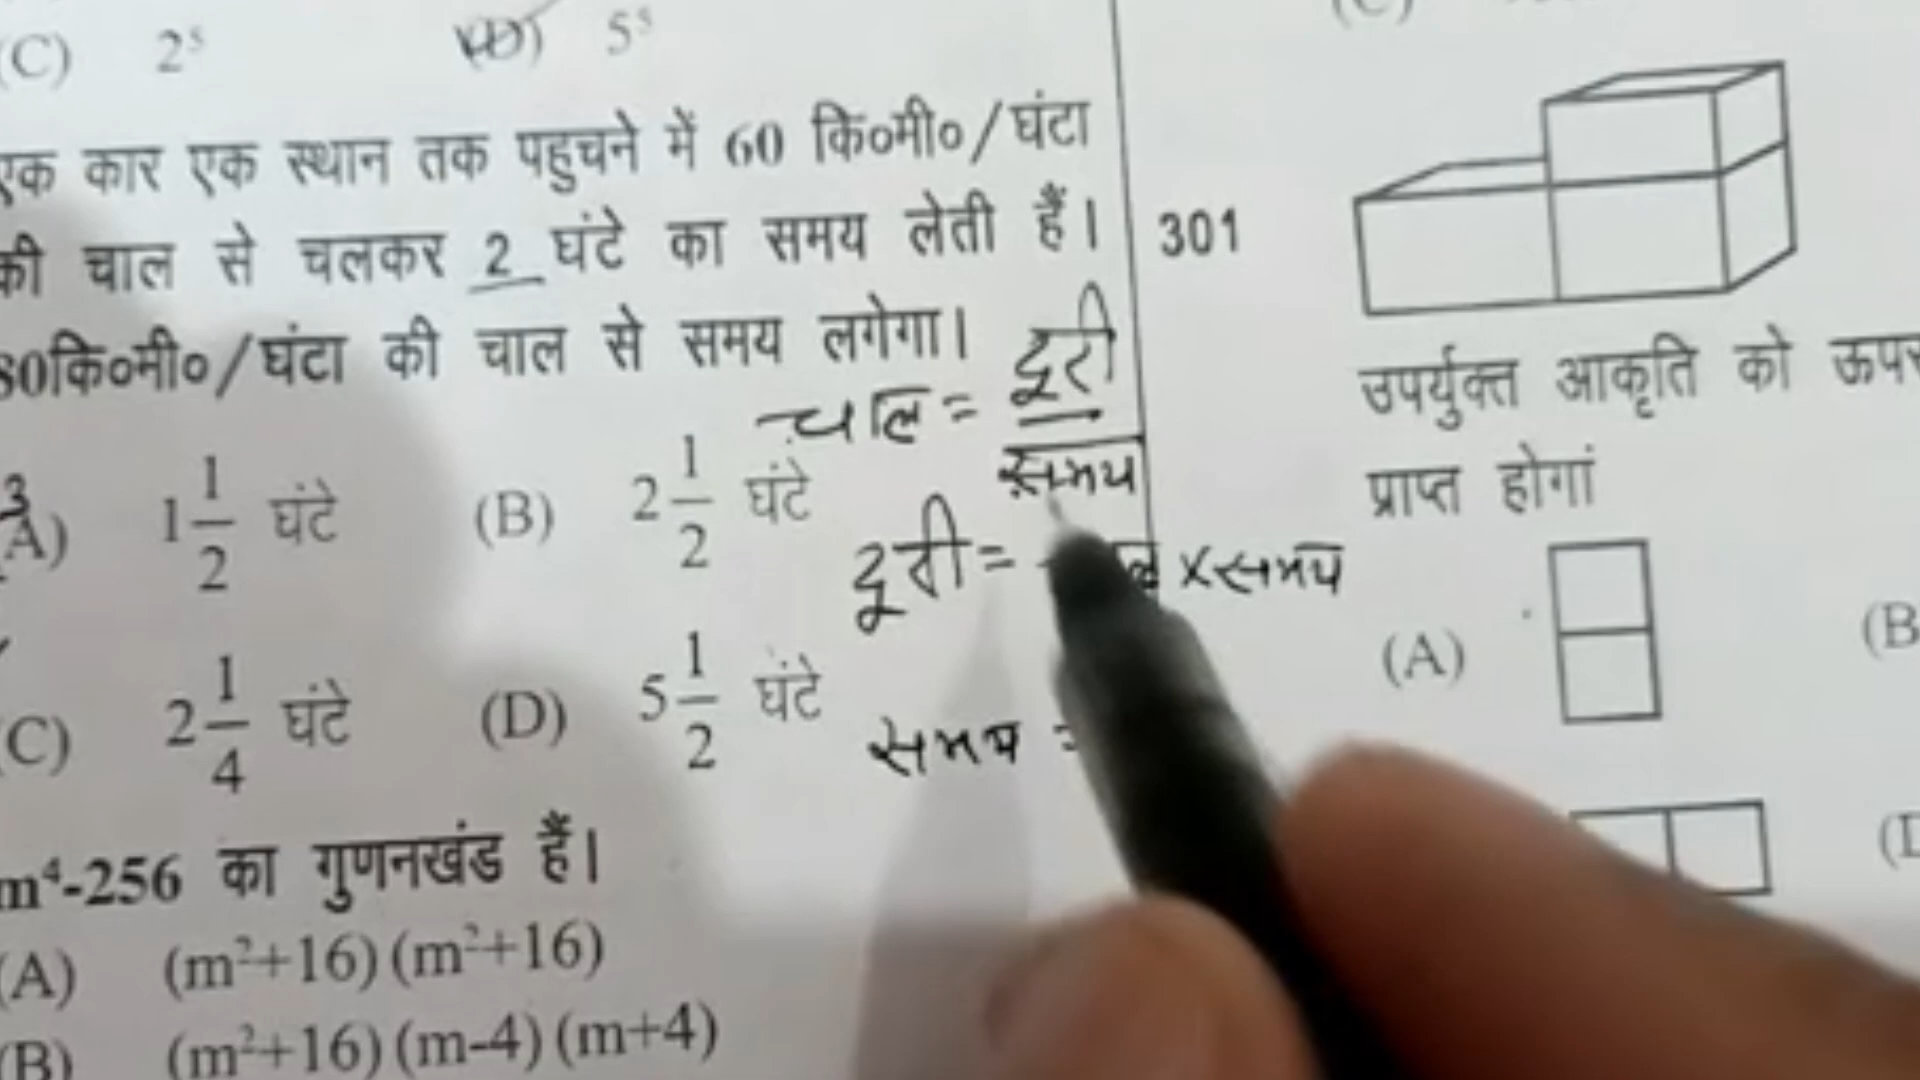 (C) 2⁵ (D) 5⁵
एक कार एक स्थान तक पहुचने में 60 कि०मी०/घंटा
की चाल से चलकर 2 घंटे का समय लेती हैं।
80कि०मी०/घंटा की चाल से समय लगेगा।
चाल = दूरी
समय
(A) 1 1/2 घंटे (B) 2 1/2 घंटे
दूरी = × समय
(C) 2 1/4 घंटे (D) 5 1/2 घंटे
समय =
m⁴-256 का गुणनखंड हैं।
(A) (m²+16) (m²+16)
(B) (m²+16) (m-4) (m+4)
(C)
301
उपर्युक्त आकृति को
प्राप्त होगां
(A) (B